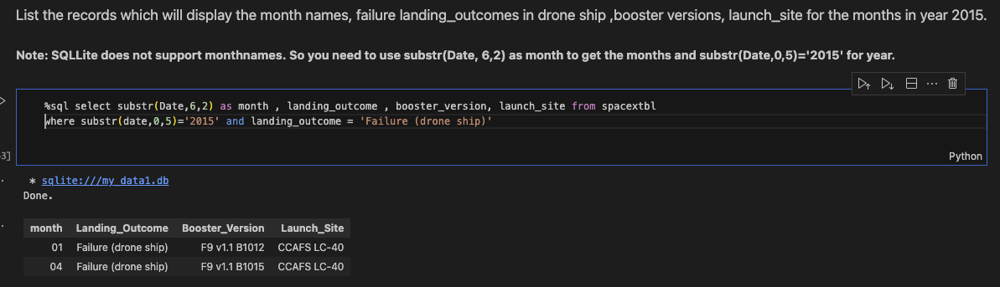 List the records which will display the month names, failure landing_outcomes in drone ship ,booster versions, launch_site for the months in year 2015.
Note: SQLLite does not support monthnames. So you need to use substr(Date, 6,2) as month to get the months and substr(Date,0,5)='2015' for year.
%sql select substr(Date,6,2) as month , landing_outcome , booster_version, launch_site from spacextbl
where substr(date,0,5)='2015' and landing_outcome = 'Failure (drone ship)'
3]
Python
* sqlite:///my_data1.db
Done.
month Landing_Outcome Booster_Version Launch_Site
01 Failure (drone ship) F9 v1.1 B1012 CCAFS LC-40
04 Failure (drone ship) F9 v1.1 B1015 CCAFS LC-40